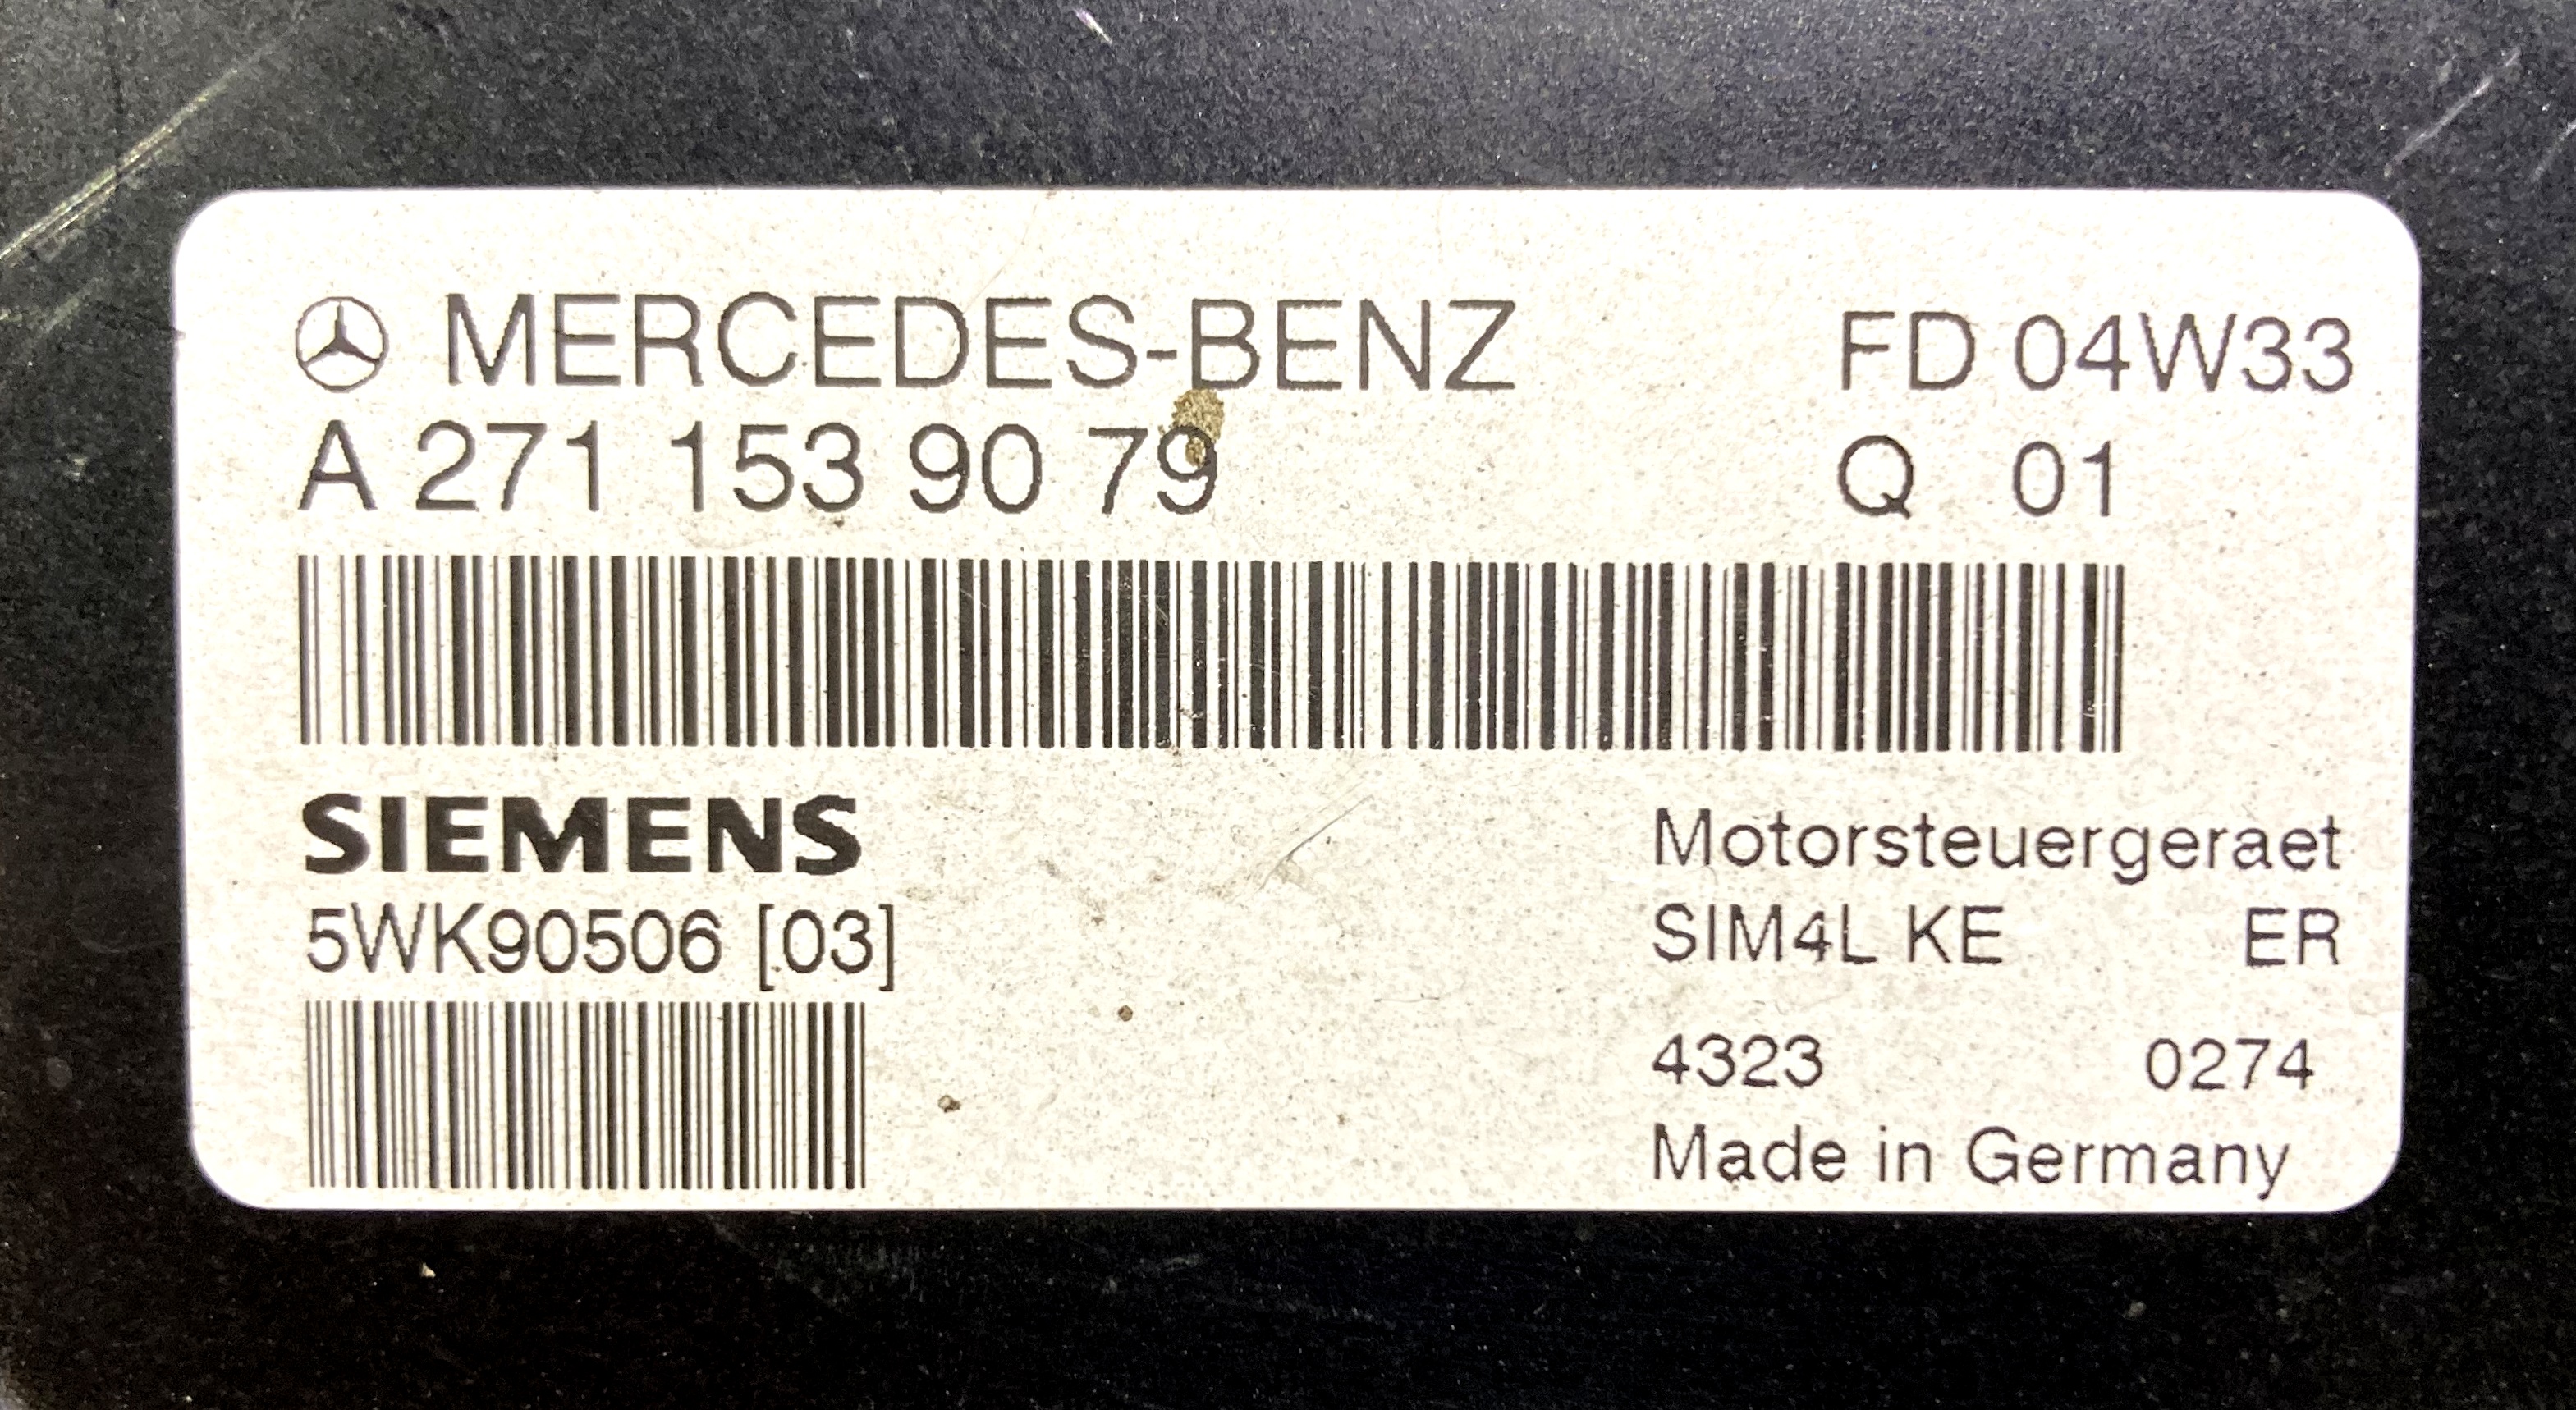 MERCEDES-BENZ FD 04W33
A 271 153 90 79 Q 01
SIEMENS Motorsteuergeraet
5WK90506 [03] SIM4L KE ER
4323 0274
Made in Germany